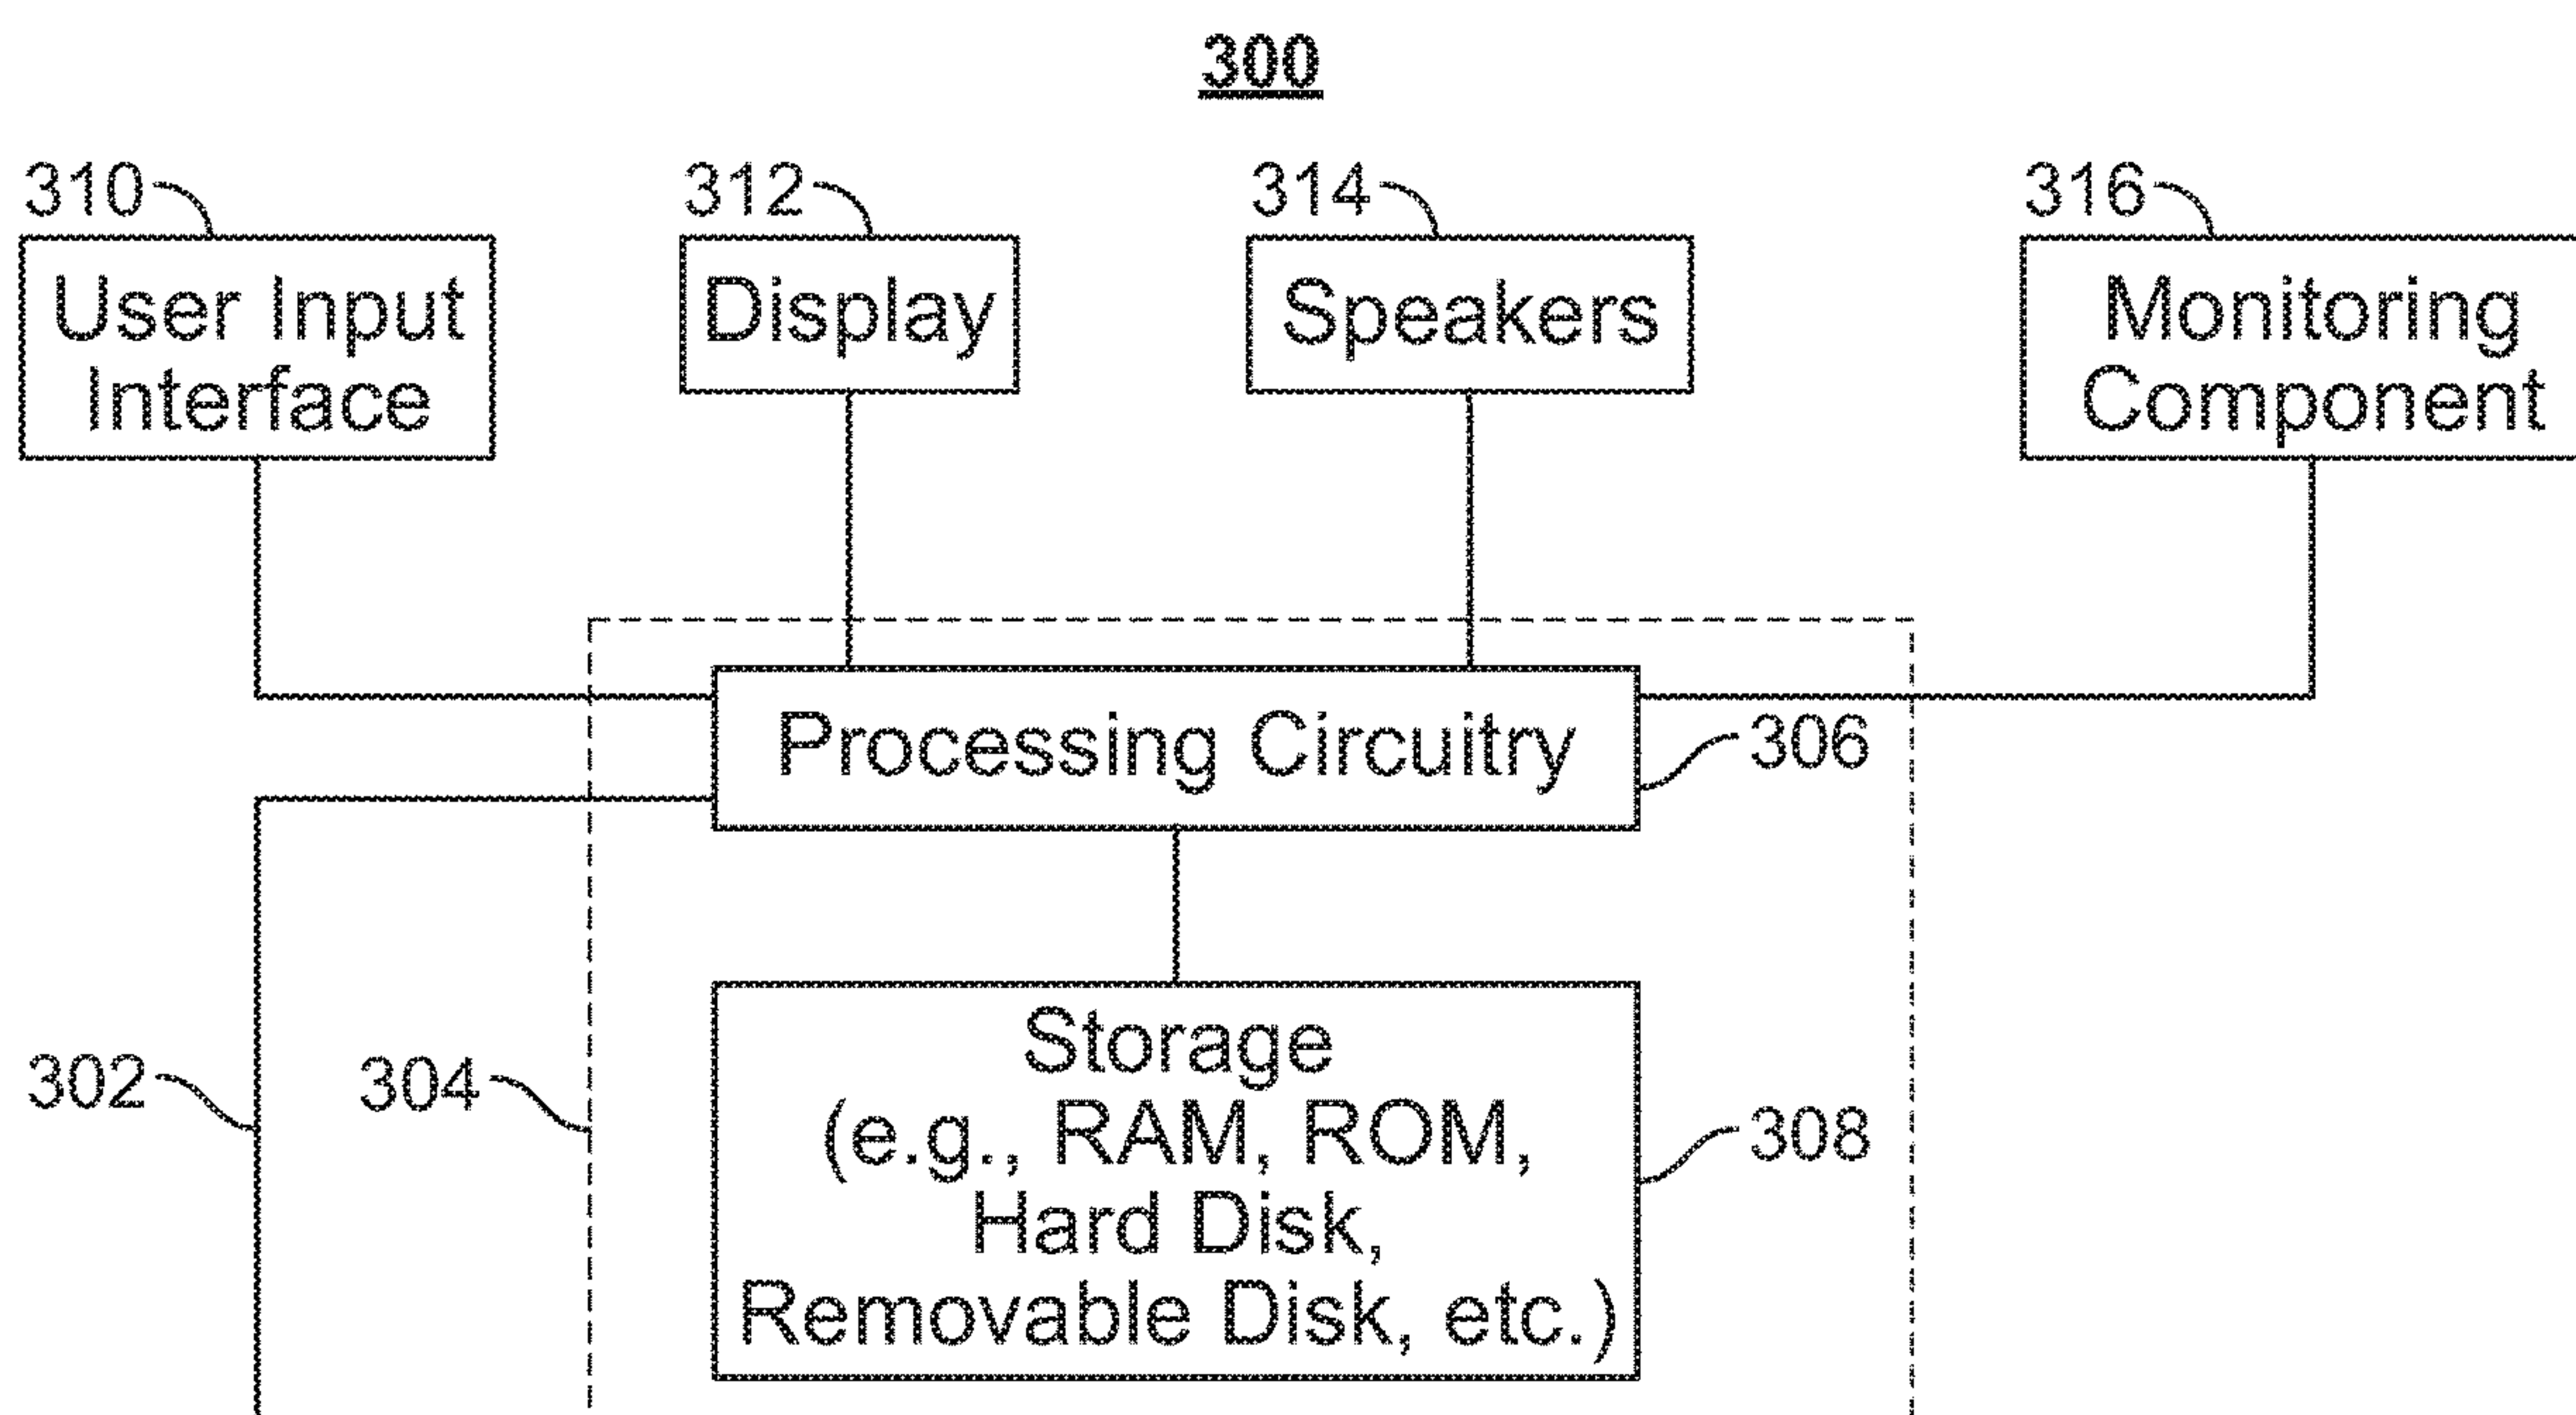 300
310
312
314
316
User Input
Interface
Display
Speakers
Monitoring
Component
Processing Circuitry
306
302
304
Storage
(e.g., RAM, ROM,
Hard Disk,
Removable Disk, etc.)
308